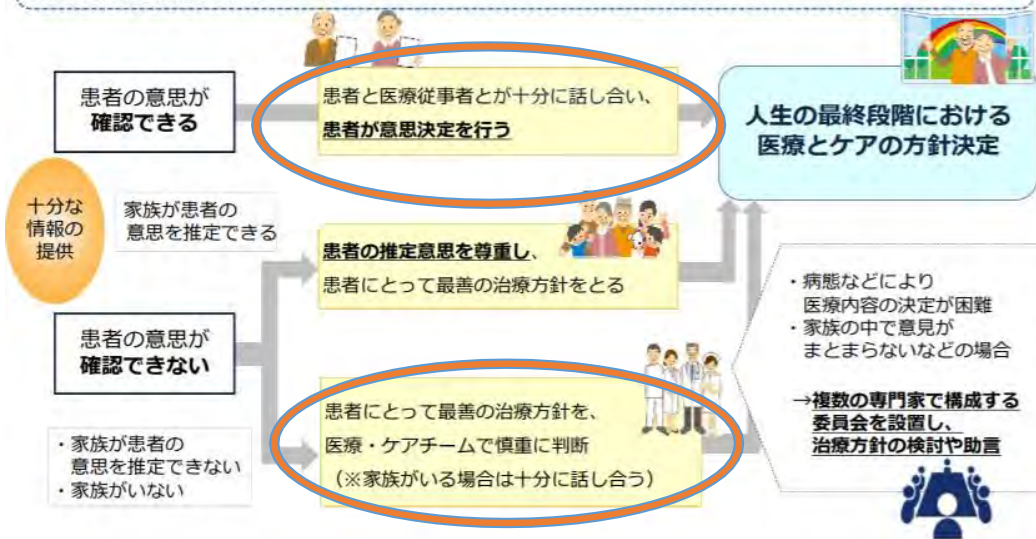 患者の意思が
確認できる
患者と医療従事者とが十分に話し合い、
患者が意思決定を行う
人生の最終段階における
医療とケアの方針決定
十分な
情報の
提供
家族が患者の
意思を推定できる
患者の推定意思を尊重し、
患者にとって最善の治療方針をとる
患者の意思が
確認できない
・家族が患者の
意思を推定できない
・家族がいない
患者にとって最善の治療方針を、
医療・ケアチームで慎重に判断
（※家族がいる場合は十分に話し合う）
・病態などにより
医療内容の決定が困難
・家族の中で意見が
まとまらないなどの場合
→複数の専門家で構成する
委員会を設置し、
治療方針の検討や助言